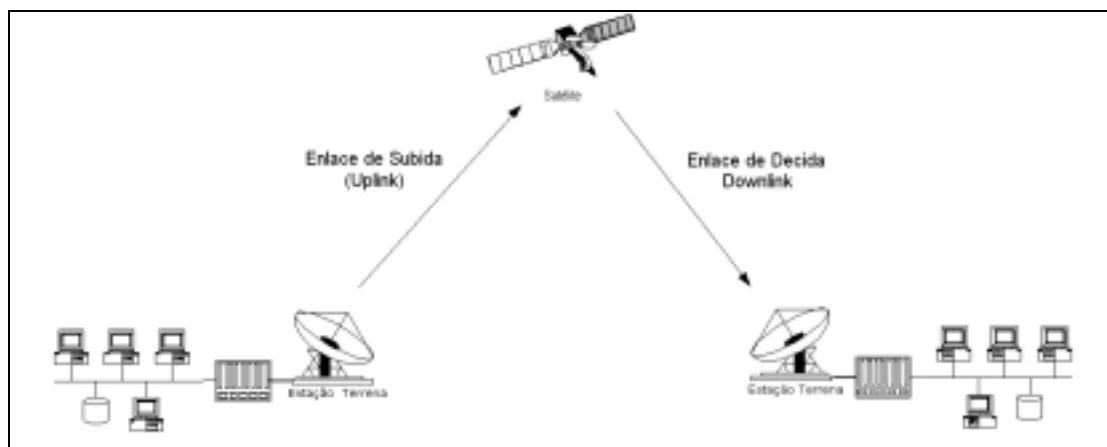 Satélite
Enlace de Subida
(Uplink)
Enlace de Decida
Downlink
Estação Terrena
Estação Terrena